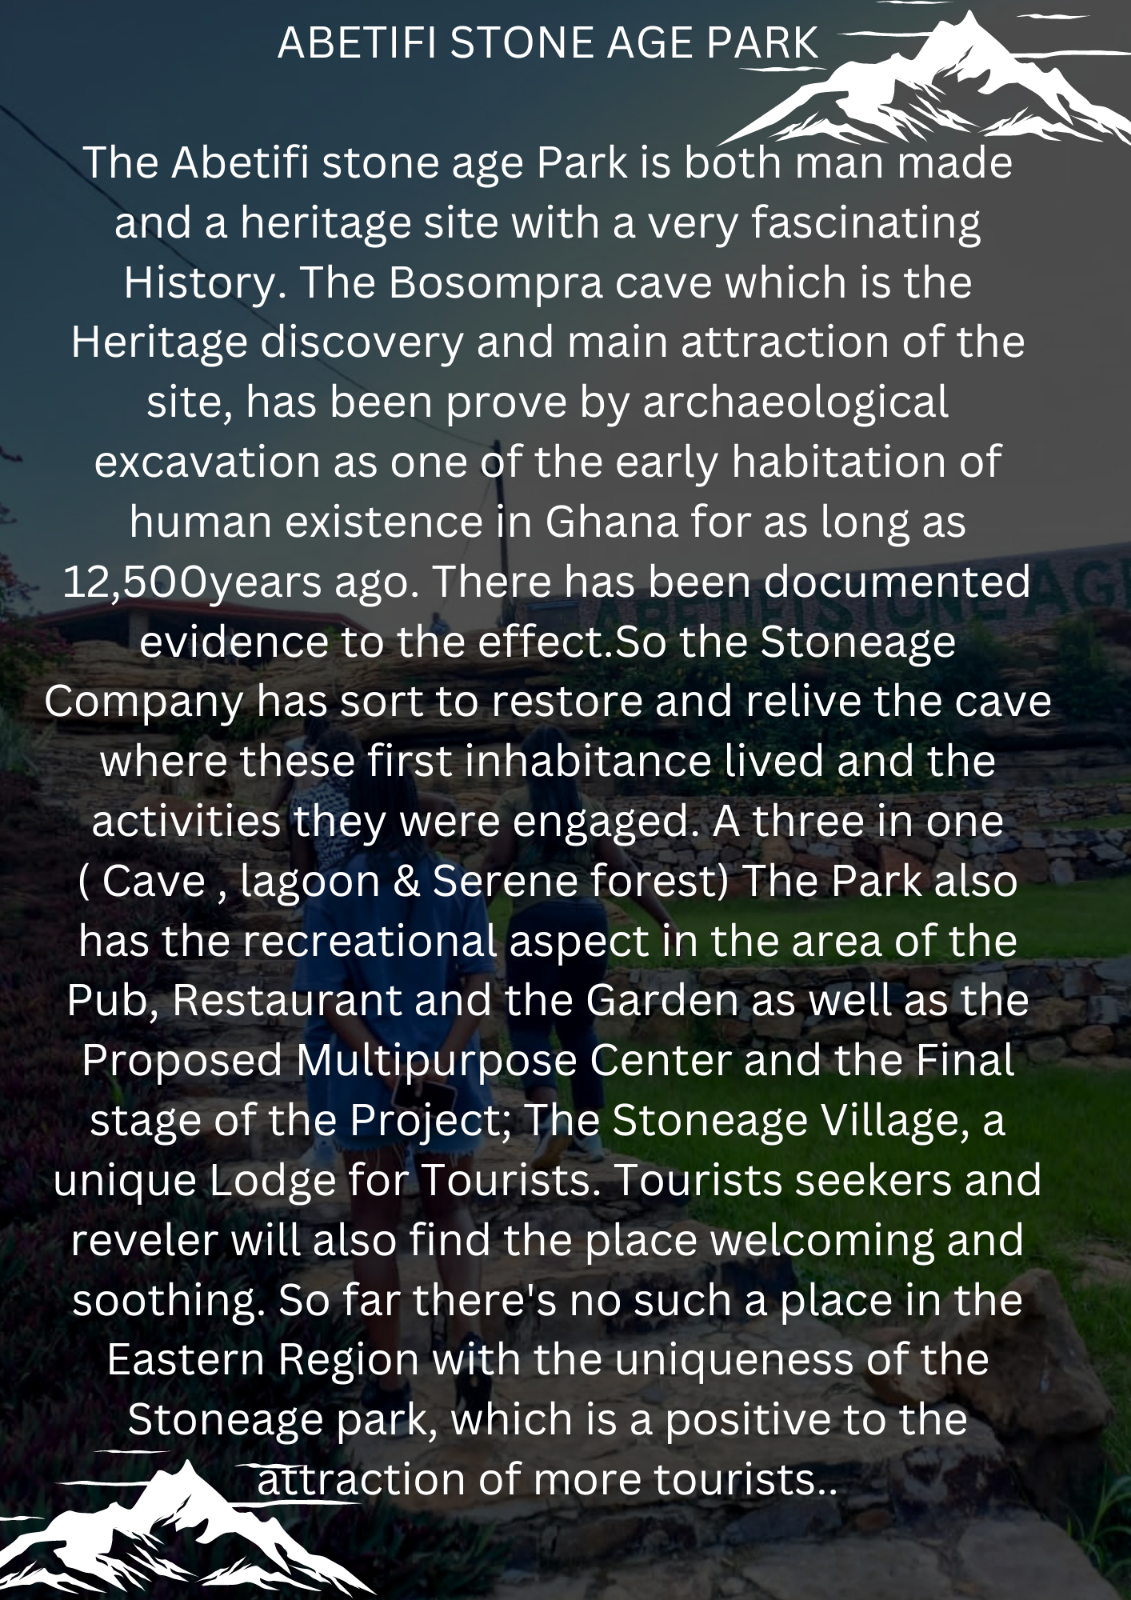 ABETIFI STONE AGE PARK
The Abetifi stone age Park is both man made
and a heritage site with a very fascinating
History. The Bosompra cave which is the
Heritage discovery and main attraction of the
site, has been prove by archaeological
excavation as one of the early habitation of
human existence in Ghana for as long as
12,500years ago. There has been documented
evidence to the effect.So the Stoneage
Company has sort to restore and relive the cave
where these first inhabitance lived and the
activities they were engaged. A three in one
( Cave , lagoon & Serene forest) The Park also
has the recreational aspect in the area of the
Pub, Restaurant and the Garden as well as the
Proposed Multipurpose Center and the Final
stage of the Project; The Stoneage Village, a
unique Lodge for Tourists. Tourists seekers and
reveler will also find the place welcoming and
soothing. So far there's no such a place in the
Eastern Region with the uniqueness of the
Stoneage park, which is a positive to the
attraction of more tourists..
ABETIFI STONE AGE